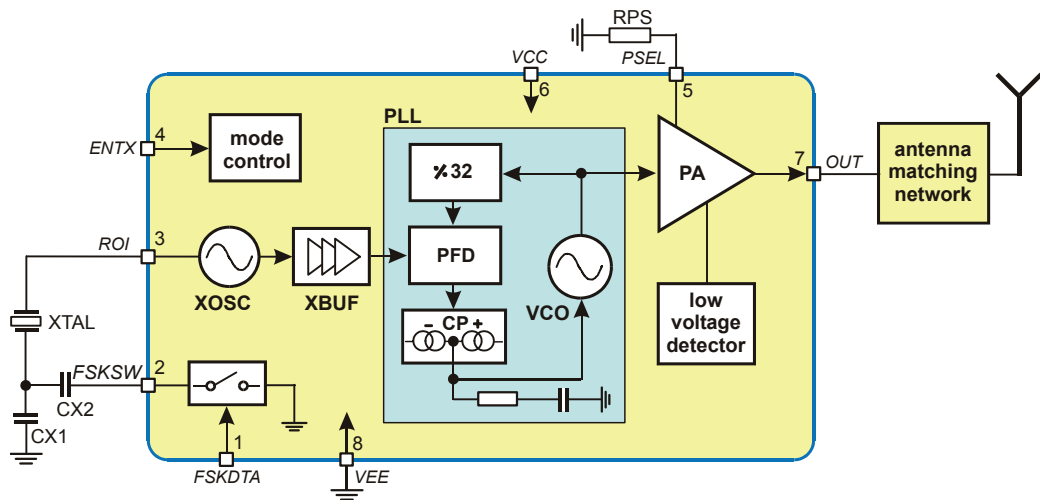 RPS
VCC
PSEL
6
5
PLL
4
ENTX
mode
control
÷32
PA
7
OUT
antenna
matching
network
ROI
3
PFD
XOSC
XBUF
VCO
- CP +
low
voltage
detector
XTAL
FSKSW
2
CX2
CX1
1
8
FSKDTA
VEE